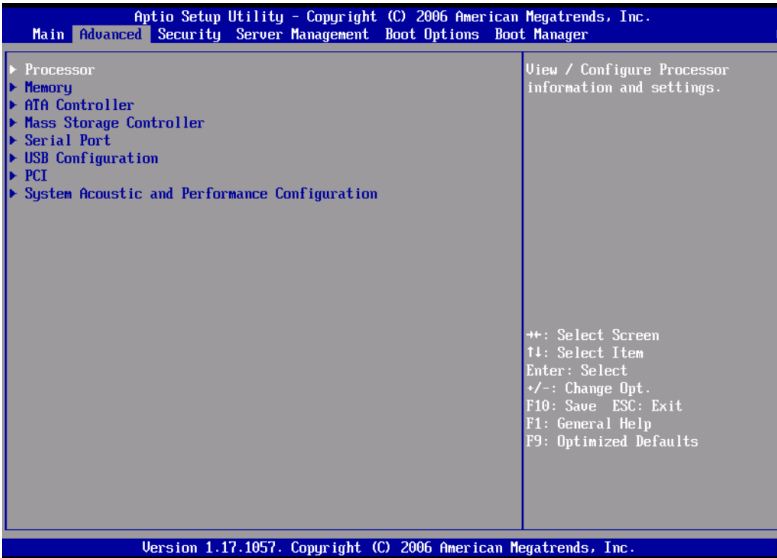 Aptio Setup Utility - Copyright (C) 2006 American Megatrends, Inc.
Main Advanced Security Server Management Boot Options Boot Manager
▶ Processor
▶ Memory
▶ ATA Controller
▶ Mass Storage Controller
▶ Serial Port
▶ USB Configuration
▶ PCI
▶ System Acoustic and Performance Configuration
View / Configure Processor
information and settings.
→←: Select Screen
↑↓: Select Item
Enter: Select
+/-: Change Opt.
F10: Save ESC: Exit
F1: General Help
F9: Optimized Defaults
Version 1.17.1057. Copyright (C) 2006 American Megatrends, Inc.